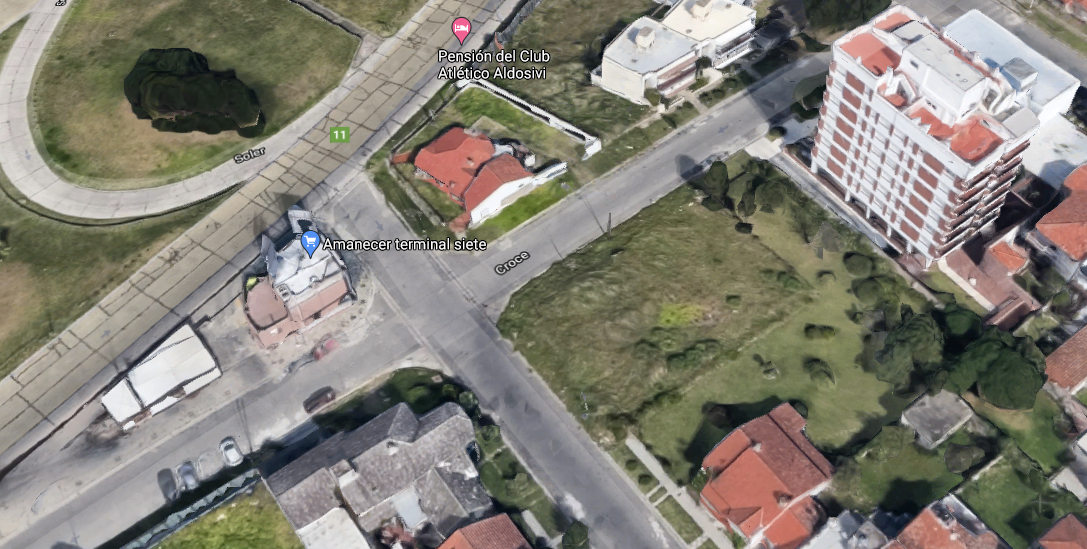 Pensión del Club
Atlético Aldosivi
11
Soler
Amanecer terminal siete
Croce